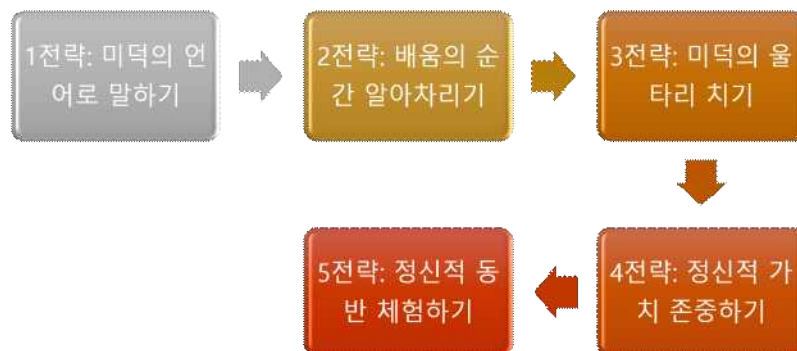 1전략: 미덕의 언
어로 말하기
2전략: 배움의 순
간 알아차리기
3전략: 미덕의 울
타리 치기
4전략: 정신적 가
치 존중하기
5전략: 정신적 동
반 체험하기